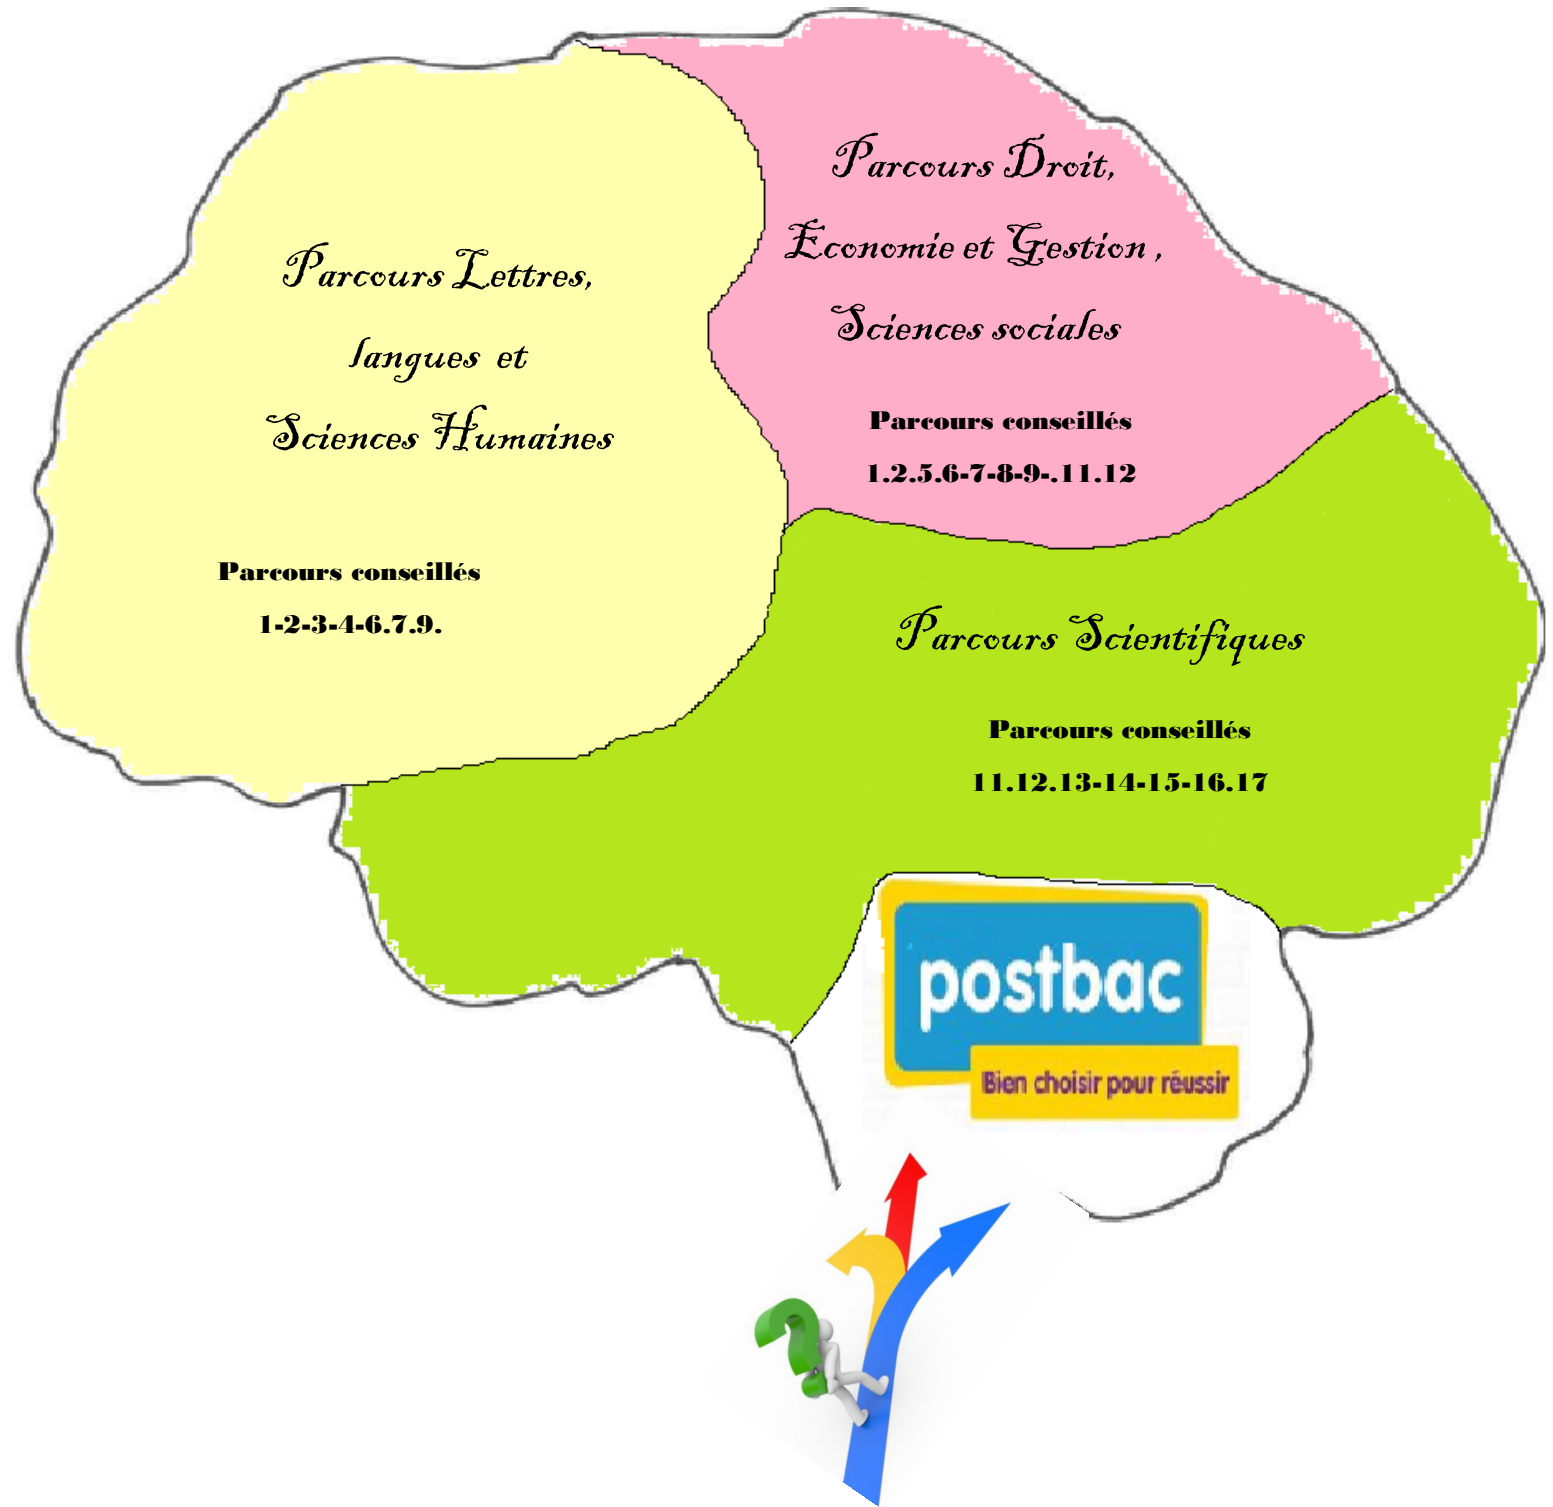 Parcours Lettres,
langues et
Sciences Humaines
Parcours conseillés
1-2-3-4-6.7.9.
Parcours Droit,
Economie et Gestion ,
Sciences sociales
Parcours conseillés
1.2.5.6-7-8-9-.11.12
Parcours Scientifiques
Parcours conseillés
11.12.13-14-15-16.17
postbac
Bien choisir pour réussir